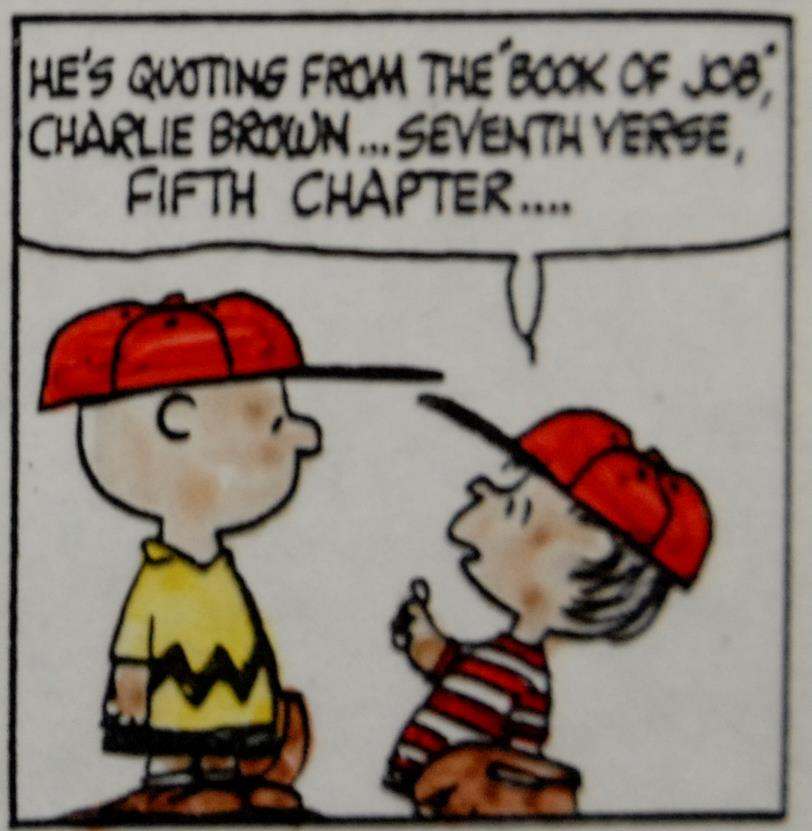 HE'S QUOTING FROM THE "BOOK OF JOB",
CHARLIE BROWN... SEVENTH VERSE,
FIFTH CHAPTER....